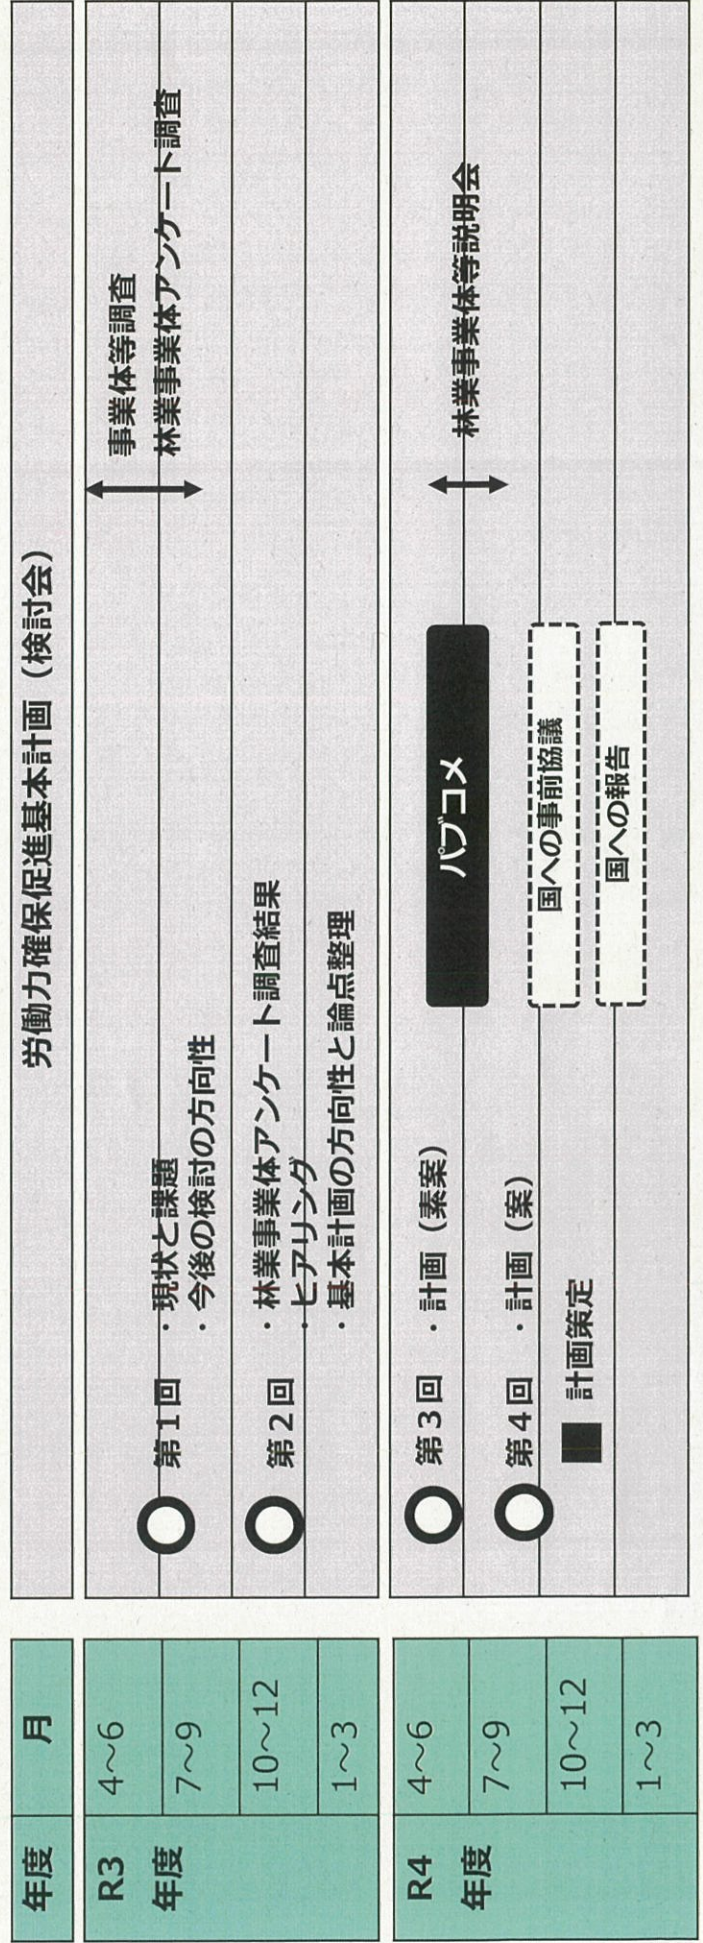 年度
月
労働力確保促進基本計画（検討会）
R3
年度
4～6
7～9
10～12
1～3
事業体等調査
林業事業体アンケート調査
第１回
・現状と課題
・今後の検討の方向性
第２回
・林業事業体アンケート調査結果
・ヒアリング
・基本計画の方向性と論点整理
R4
年度
4～6
7～9
10～12
1～3
第３回
・計画（素案）
パブコメ
林業事業体等説明会
第４回
・計画（案）
計画策定
国への事前協議
国への報告